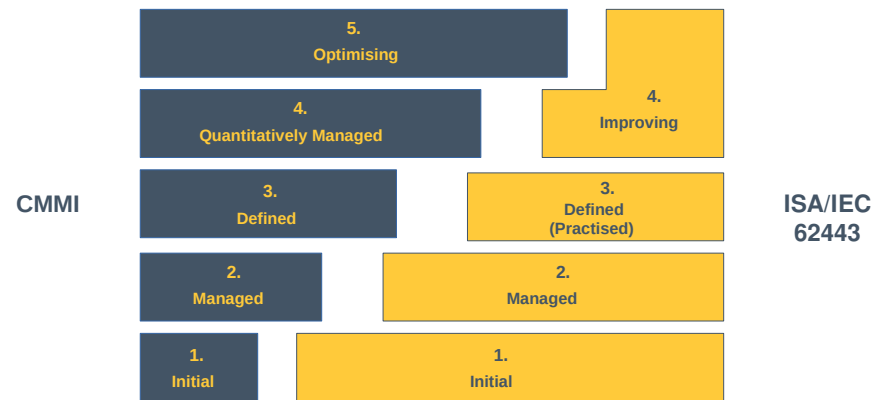 5.
Optimising
4.
Quantitatively Managed
4.
Improving
CMMI
3.
Defined
3.
Defined
(Practised)
ISA/IEC
62443
2.
Managed
2.
Managed
1.
Initial
1.
Initial